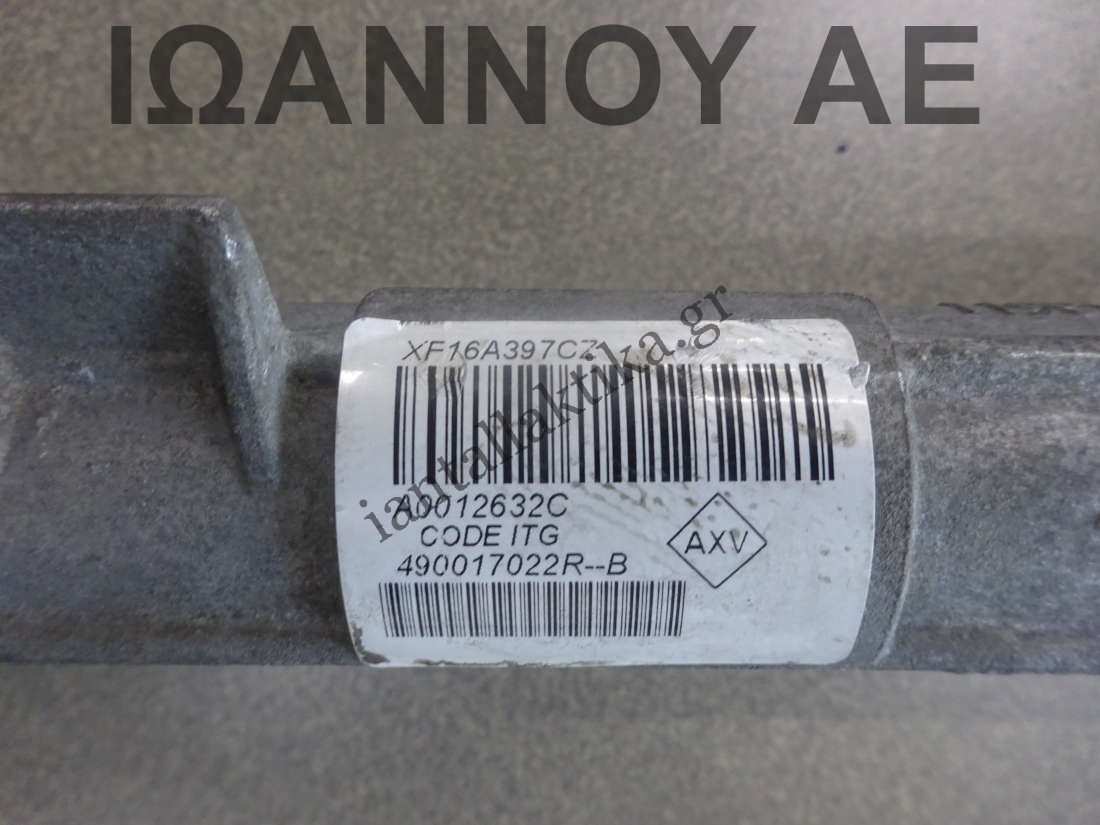 ΙΩΑΝΝΟΥ ΑΕ
XF16A397CZ
iantallaktika.gr
A0012632C
CODE ITG
490017022R--B
AXV